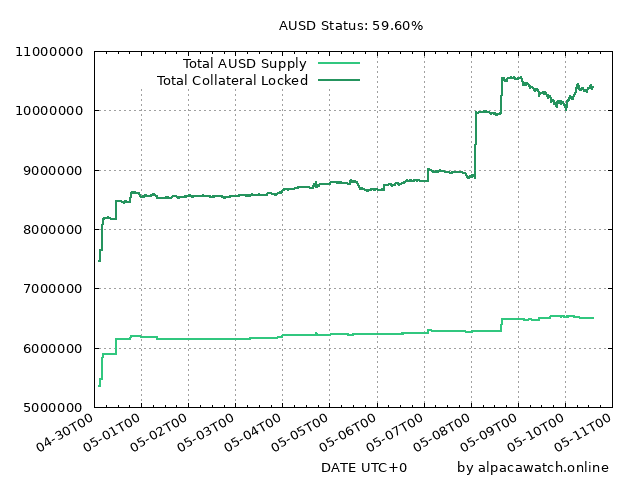 AUSD Status: 59.60%
11000000
Total AUSD Supply
Total Collateral Locked
10000000
9000000
8000000
7000000
6000000
5000000
04-30T00
05-01T00
05-02T00
05-03T00
05-04T00
05-05T00
05-06T00
05-07T00
05-08T00
05-09T00
05-10T00
05-11T00
DATE UTC+0
by alpacawatch.online